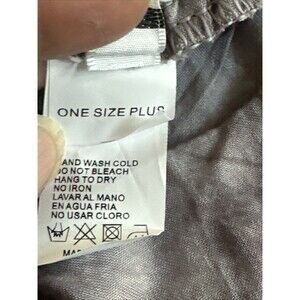 ONE SIZE PLUS
HAND WASH COLD
DO NOT BLEACH
HANG TO DRY
NO IRON
LAVAR AL MANO
EN AGUA FRIA
NO USAR CLORO